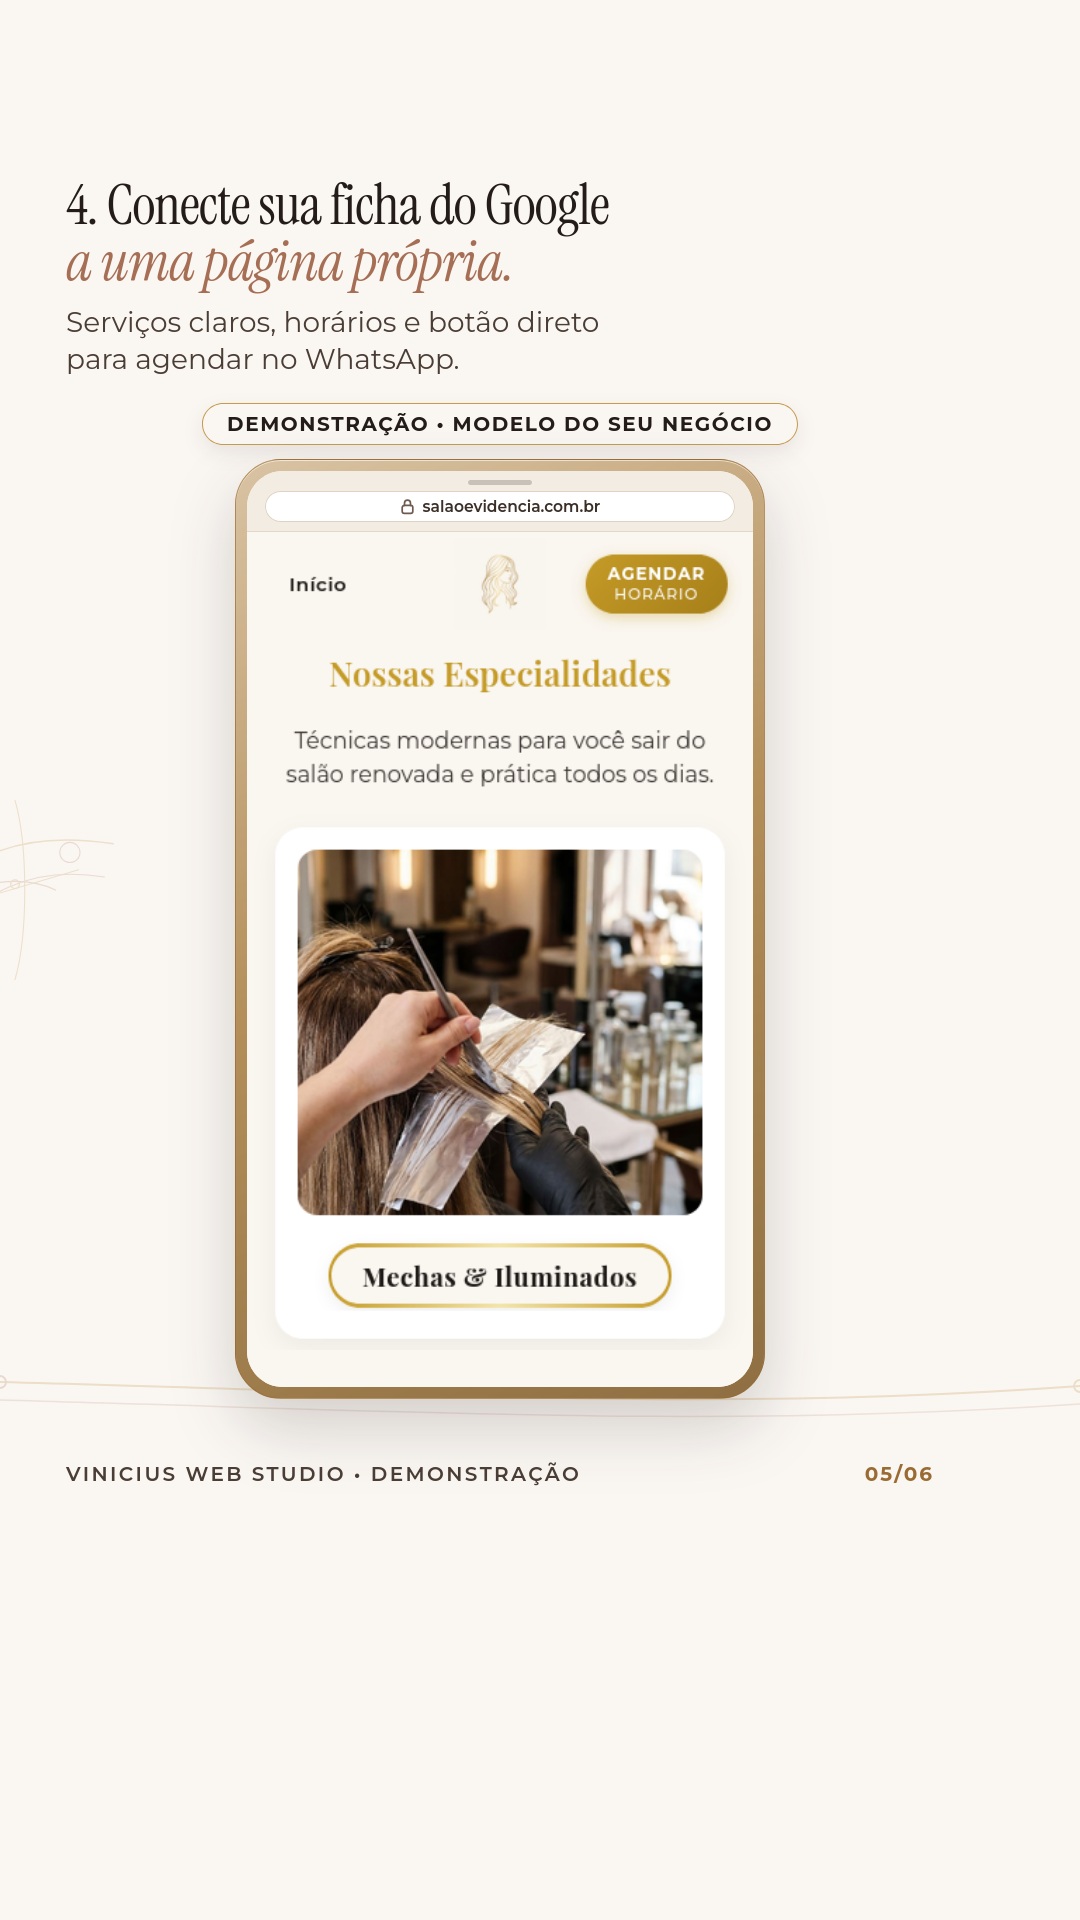 4. Conecte sua ficha do Google
a uma página própria.
Serviços claros, horários e botão direto
para agendar no WhatsApp.
DEMONSTRAÇÃO • MODELO DO SEU NEGÓCIO
salaoevidencia.com.br
Início
AGENDAR
HORÁRIO
Nossas Especialidades
Técnicas modernas para você sair do
salão renovada e prática todos os dias.
Mechas & Iluminados
VINICIUS WEB STUDIO • DEMONSTRAÇÃO
05/06